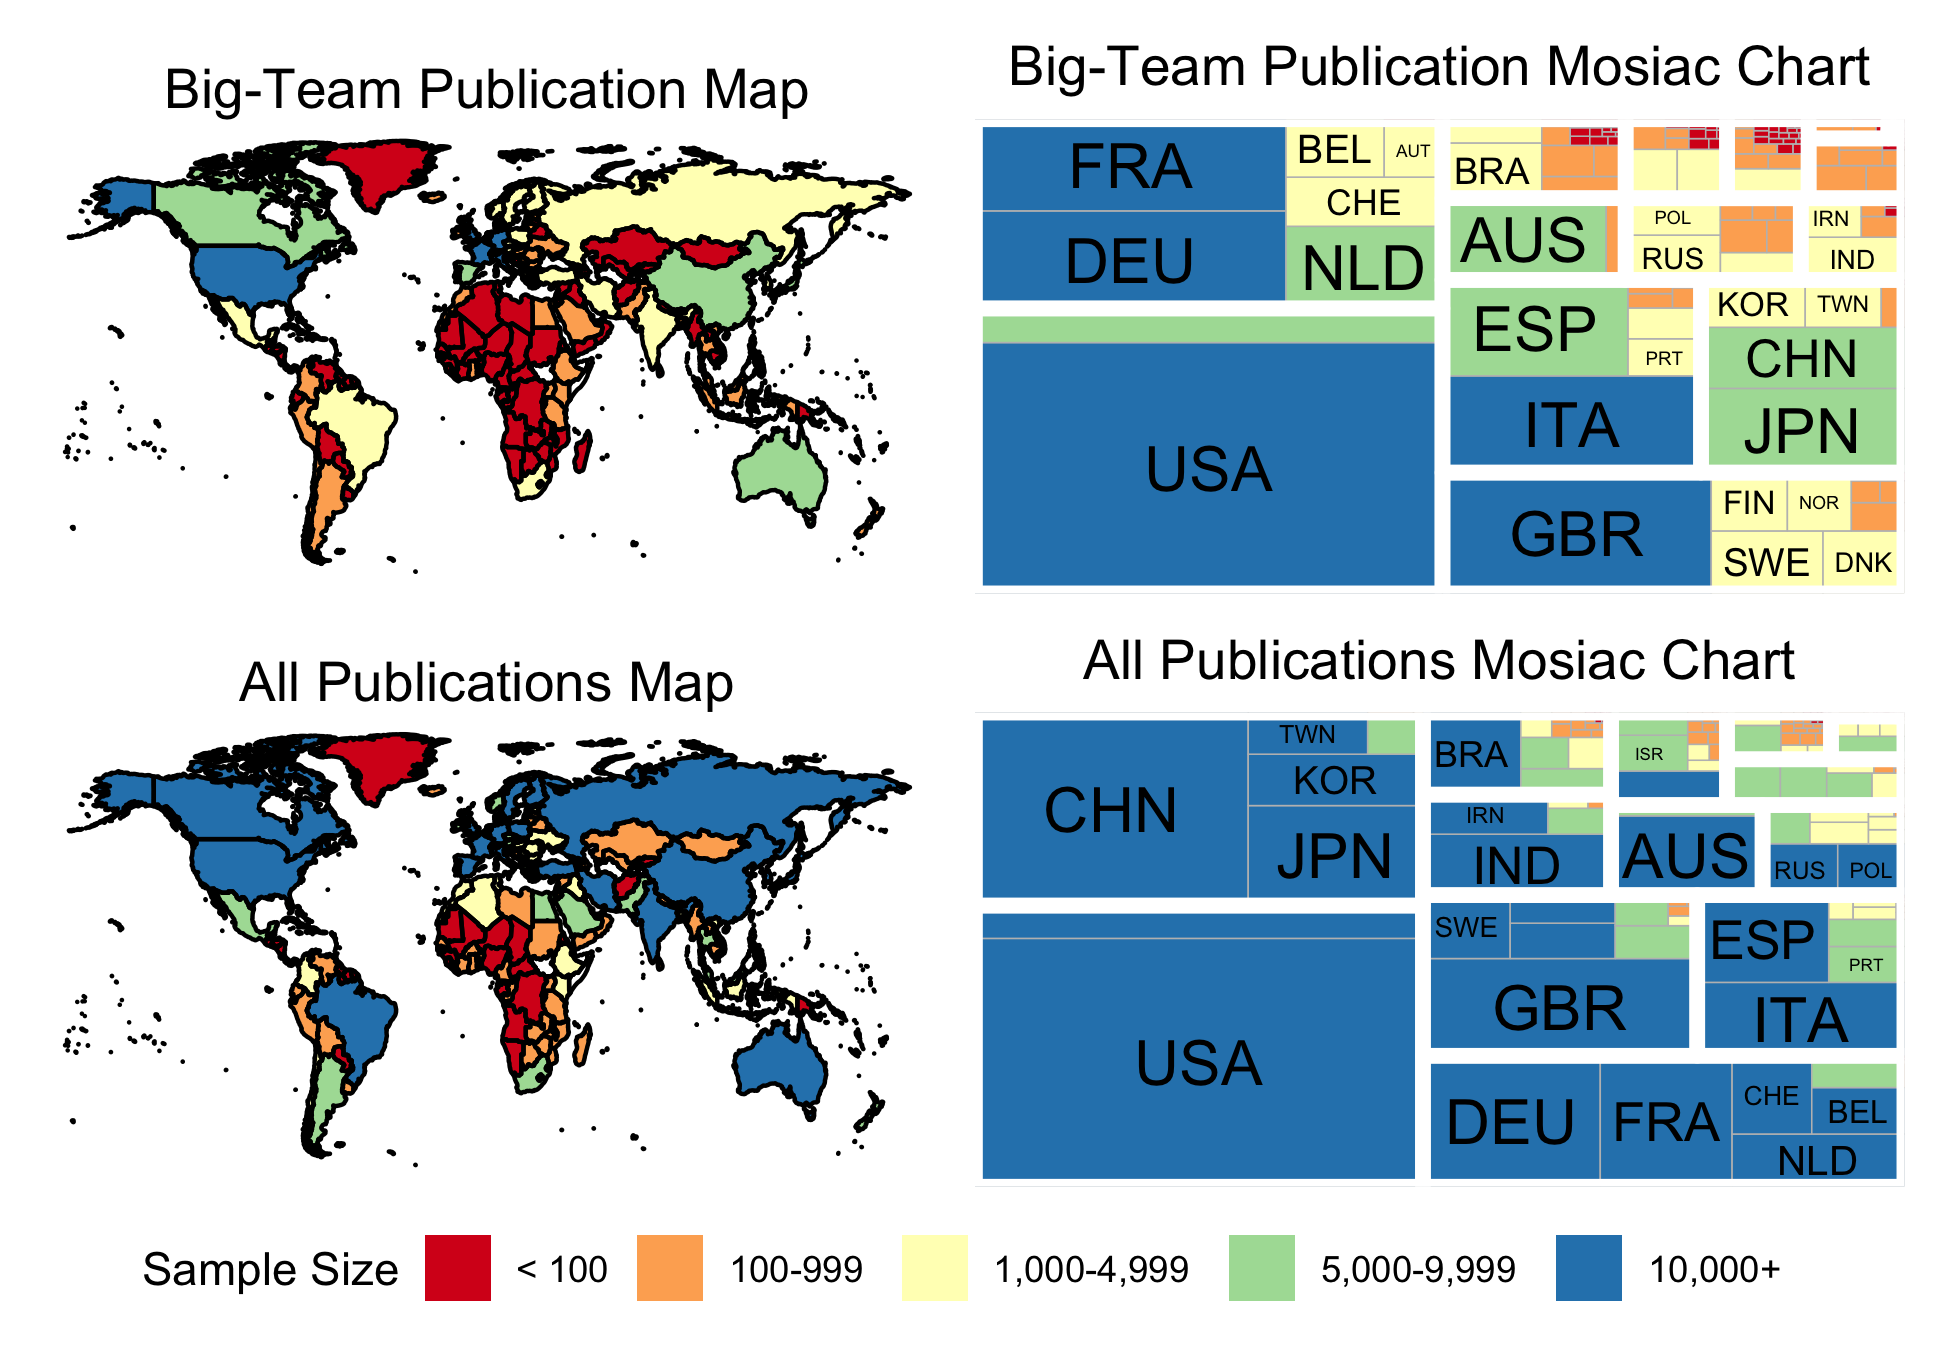 Big-Team Publication Map
Big-Team Publication Mosiac Chart
FRA
BEL
AUT
CHE
DEU
NLD
USA
BRA
AUS
POL
RUS
IRN
IND
ESP
PRT
ITA
KOR
TWN
CHN
JPN
GBR
FIN
NOR
SWE
DNK
All Publications Map
All Publications Mosiac Chart
CHN
TWN
KOR
JPN
USA
BRA
ISR
IRN
IND
AUS
RUS
POL
SWE
GBR
ESP
PRT
ITA
DEU
FRA
CHE
BEL
NLD
Sample Size
< 100
100-999
1,000-4,999
5,000-9,999
10,000+